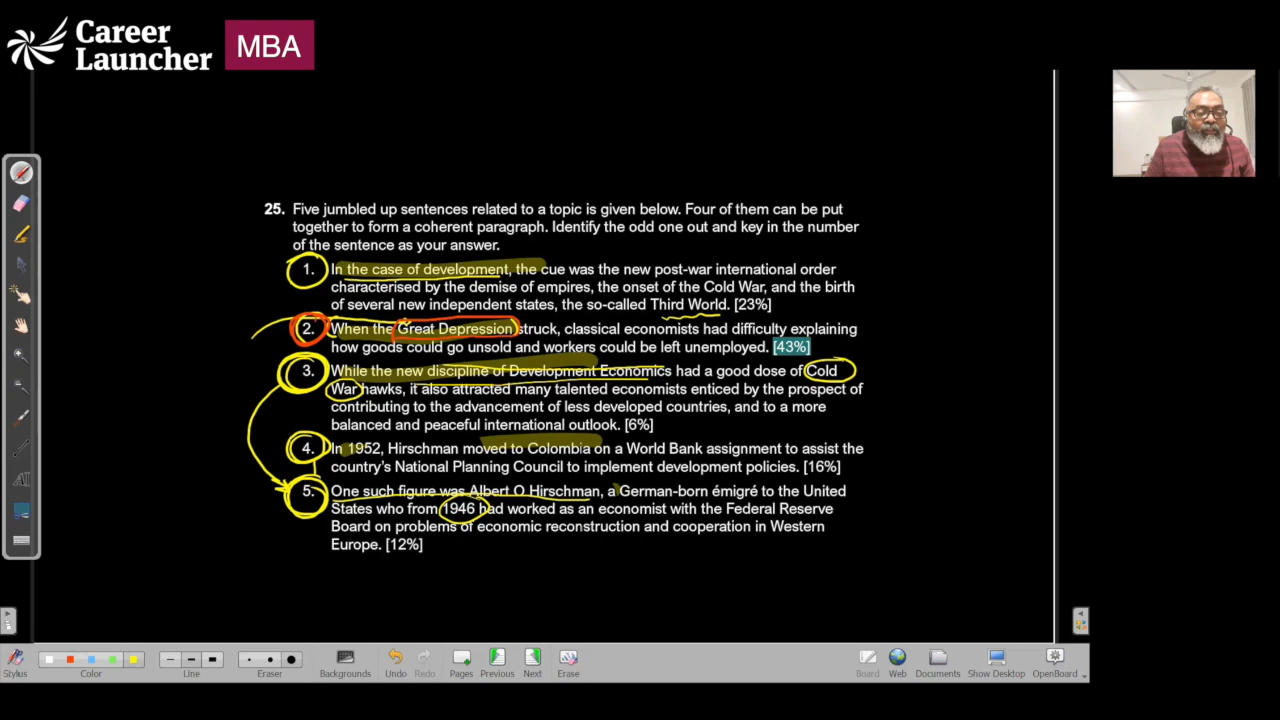 Career
Launcher
MBA
25. Five jumbled up sentences related to a topic is given below. Four of them can be put
together to form a coherent paragraph. Identify the odd one out and key in the number
of the sentence as your answer.
1. In the case of development, the cue was the new post-war international order
characterised by the demise of empires, the onset of the Cold War, and the birth
of several new independent states, the so-called Third World. [23%]
2. When the Great Depression struck, classical economists had difficulty explaining
how goods could go unsold and workers could be left unemployed. [43%]
3. While the new discipline of Development Economics had a good dose of Cold
War hawks, it also attracted many talented economists enticed by the prospect of
contributing to the advancement of less developed countries, and to a more
balanced and peaceful international outlook. [6%]
4. In 1952, Hirschman moved to Colombia on a World Bank assignment to assist the
country's National Planning Council to implement development policies. [16%]
5. One such figure was Albert O Hirschman, a German-born émigré to the United
States who from 1946 had worked as an economist with the Federal Reserve
Board on problems of economic reconstruction and cooperation in Western
Europe. [12%]
Stylus Color Line Eraser Backgrounds Undo Redo Pages Previous Next Erase Board Web Documents Show Desktop OpenBoard